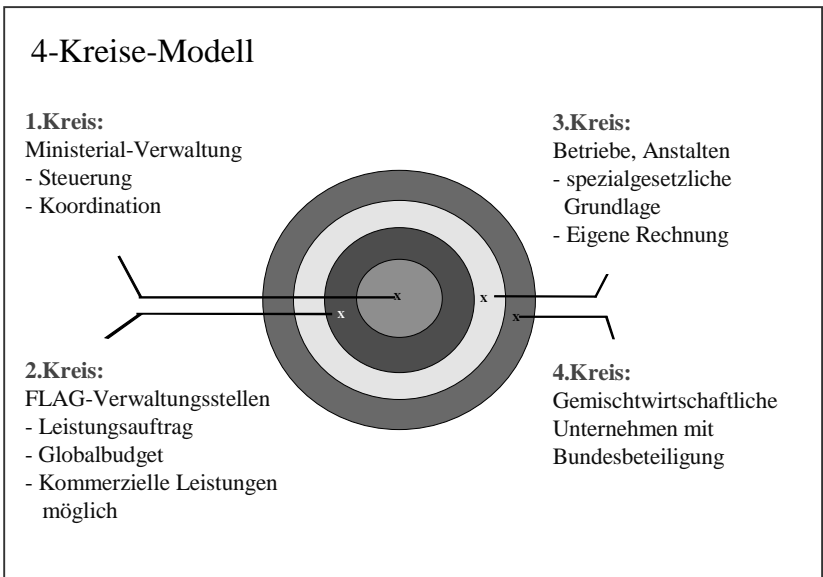 4-Kreise-Modell
1.Kreis:
Ministerial-Verwaltung
- Steuerung
- Koordination
3.Kreis:
Betriebe, Anstalten
- spezialgesetzliche
Grundlage
- Eigene Rechnung
x
x
x
x
2.Kreis:
FLAG-Verwaltungsstellen
- Leistungsauftrag
- Globalbudget
- Kommerzielle Leistungen
möglich
4.Kreis:
Gemischtwirtschaftliche
Unternehmen mit
Bundesbeteiligung